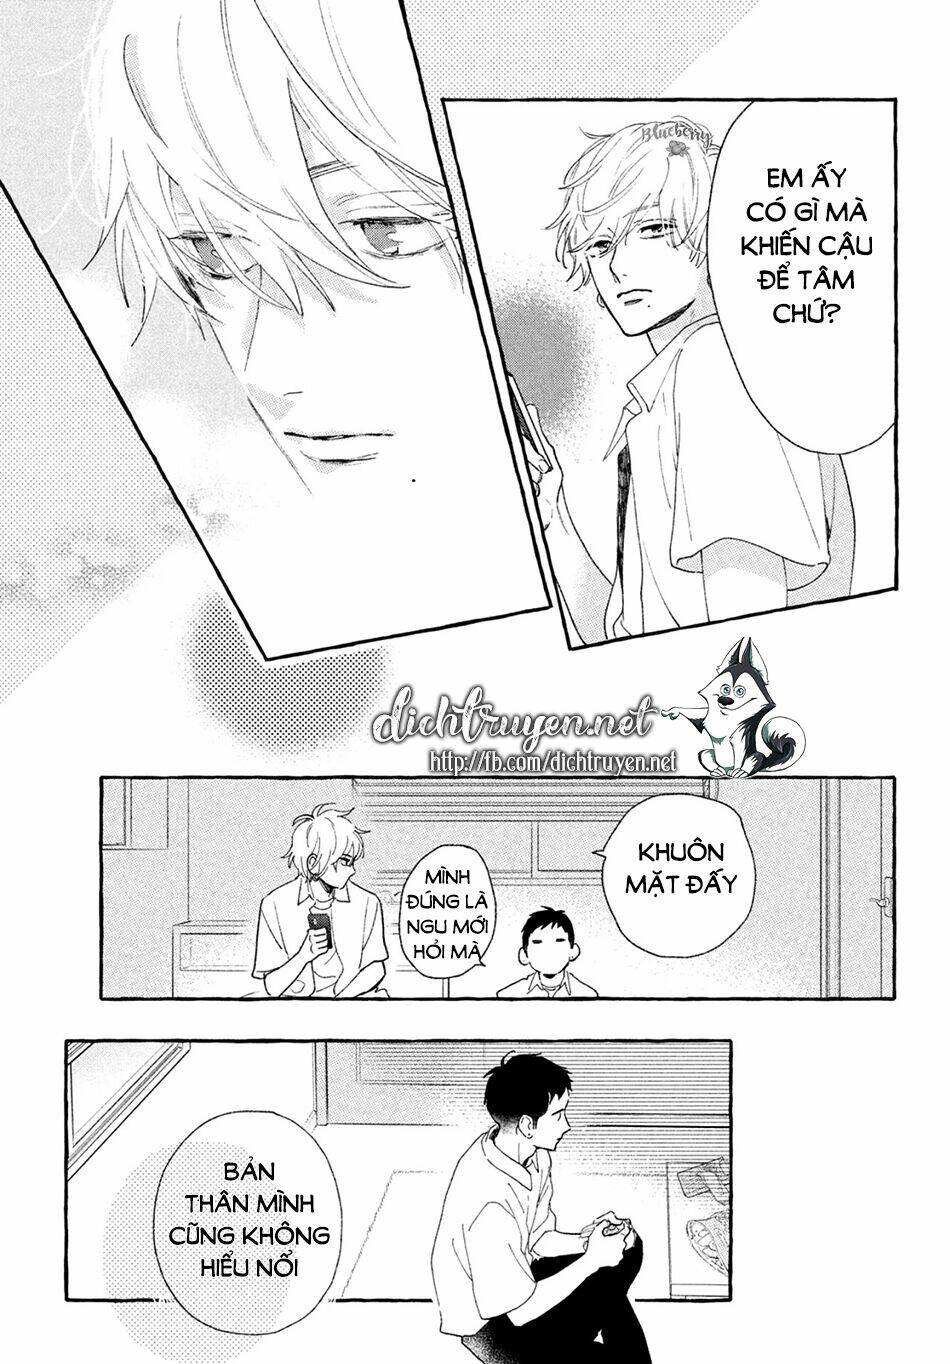 Blueberry
EM ẤY
CÓ GÌ MÀ
KHIẾN CẬU
ĐỂ TÂM
CHỨ?
dichtruyen.net
http://fb.com/dichtruyen.net
KHUÔN
MẶT ĐẤY
MÌNH
ĐÚNG LÀ
NGU MỚI
HỎI MÀ
BẢN
THÂN MÌNH
CŨNG KHÔNG
HIỂU NỔI